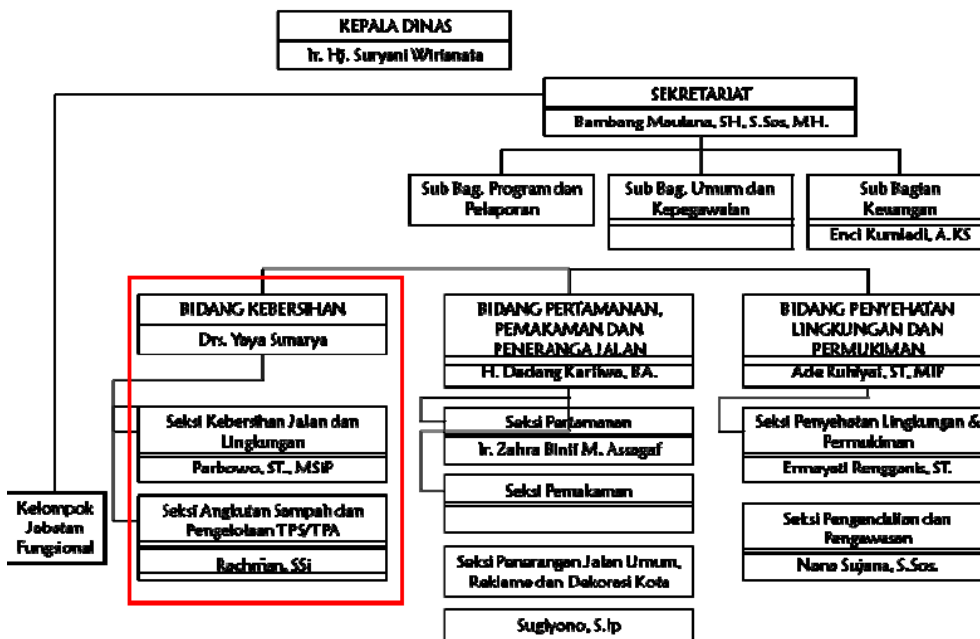 KEPALA DINAS
Ir. Hj. Suryani Wirianata
SEKRETARIAT
Bambang Maulana, SH, S.Sos, M.H.
Sub Bag. Program dan
Pelaporan
Sub Bag. Umum dan
Kepegawaian
Sub Bagian
Keuangan
Enci Kurniadi, A.KS
BIDANG KEBERSIHAN
Drs. Yaya Sunarya
BIDANG PERTAMANAN,
PEMAKAMAN DAN
PENERANGA JALAN
H. Dadang Kartiwa, BA.
BIDANG PENYEHATAN
LINGKUNGAN DAN
PERMUKIMAN
Ade Ruhiyat, ST, MIP
Seksi Kebersihan Jalan dan
Lingkungan
Parbowo, ST., MSiP
Seksi Angkutan Sampah dan
Pengelolaan TPS/TPA
Rachman, SSi
Seksi Pertamanan
Ir. Zahra Binti M. Assagaf
Seksi Pemakaman
Seksi Penerangan Jalan Umum,
Reklame dan Dekorasi Kota
Sugiyono, S.Ip
Seksi Penyehatan Lingkungan &
Permukiman
Ermayati Rengganis, ST.
Seksi Pengendalian dan
Pengawasan
Nana Sujana, S.Sos.
Kelompok
Jabatan
Fungsional